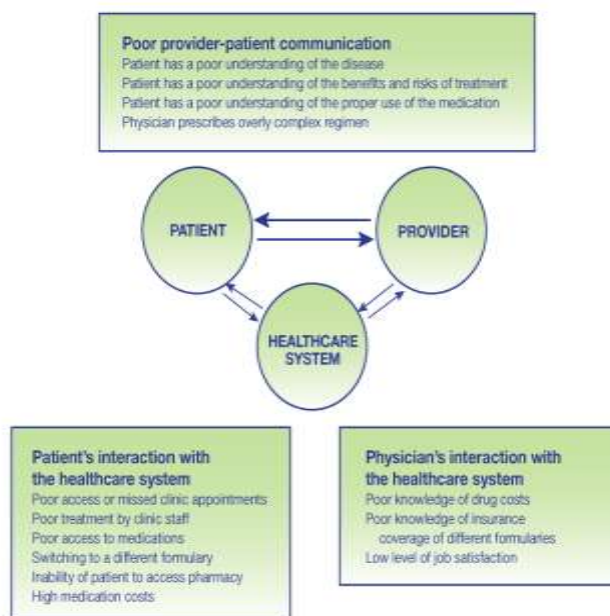 Poor provider-patient communication
Patient has a poor understanding of the disease
Patient has a poor understanding of the benefits and risks of treatment
Patient has a poor understanding of the proper use of the medication
Physician prescribes overly complex regimen
PATIENT
PROVIDER
HEALTHCARE
SYSTEM
Patient's interaction with
the healthcare system
Poor access or missed clinic appointments
Poor treatment by clinic staff
Poor access to medications
Switching to a different formulary
Inability of patient to access pharmacy
High medication costs
Physician's interaction with
the healthcare system
Poor knowledge of drug costs
Poor knowledge of insurance
coverage of different formularies
Low level of job satisfaction